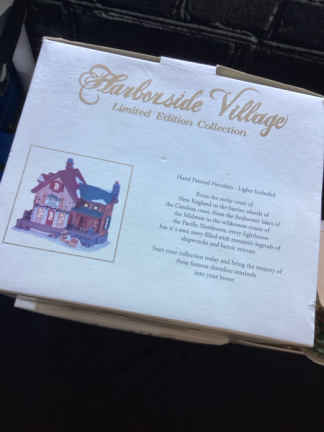 Harborside Village
Limited Edition Collection
Hand Painted Porcelain - Lights Included
From the rocky coast of
New England to the barrier islands of
the Carolina coast, from the freshwater lakes of
the Midwest to the wilderness coasts of
the Pacific Northwest, every lighthouse
has it's own story filled with romantic legends of
shipwrecks and heroic rescues.
Start your collection today and bring the mystery of
these famous shoreline sentinels
into your home